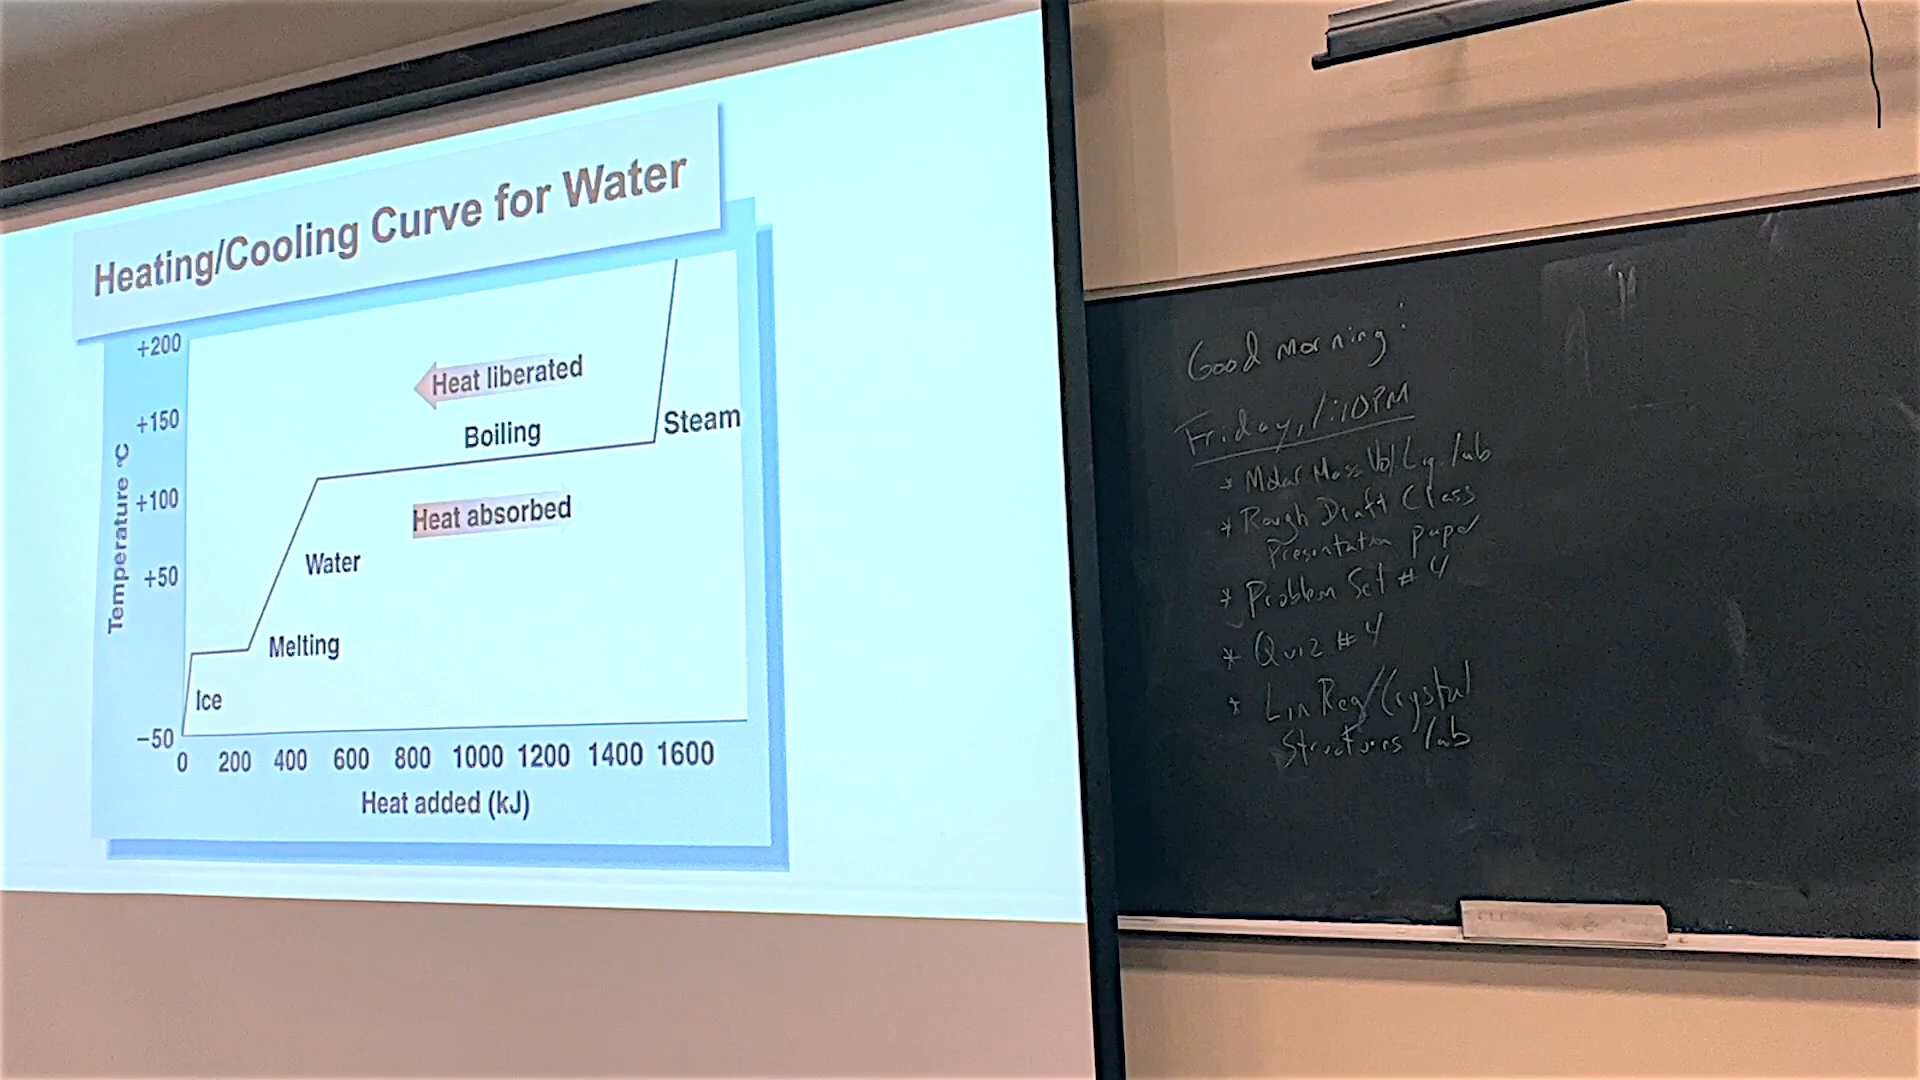 Heating/Cooling Curve for Water
+200
+150
+100
+50
−50
Temperature °C
Heat liberated
Boiling
Steam
Heat absorbed
Water
Melting
Ice
0 200 400 600 800 1000 1200 1400 1600
Heat added (kJ)
Good morning:
Friday, 1:10PM
* Molar Mass Vol Liq. lab
* Rough Draft Class
Presentation paper
* Problem Set # 4
* Quiz # 4
* Lin Reg/Crystal
Structures lab